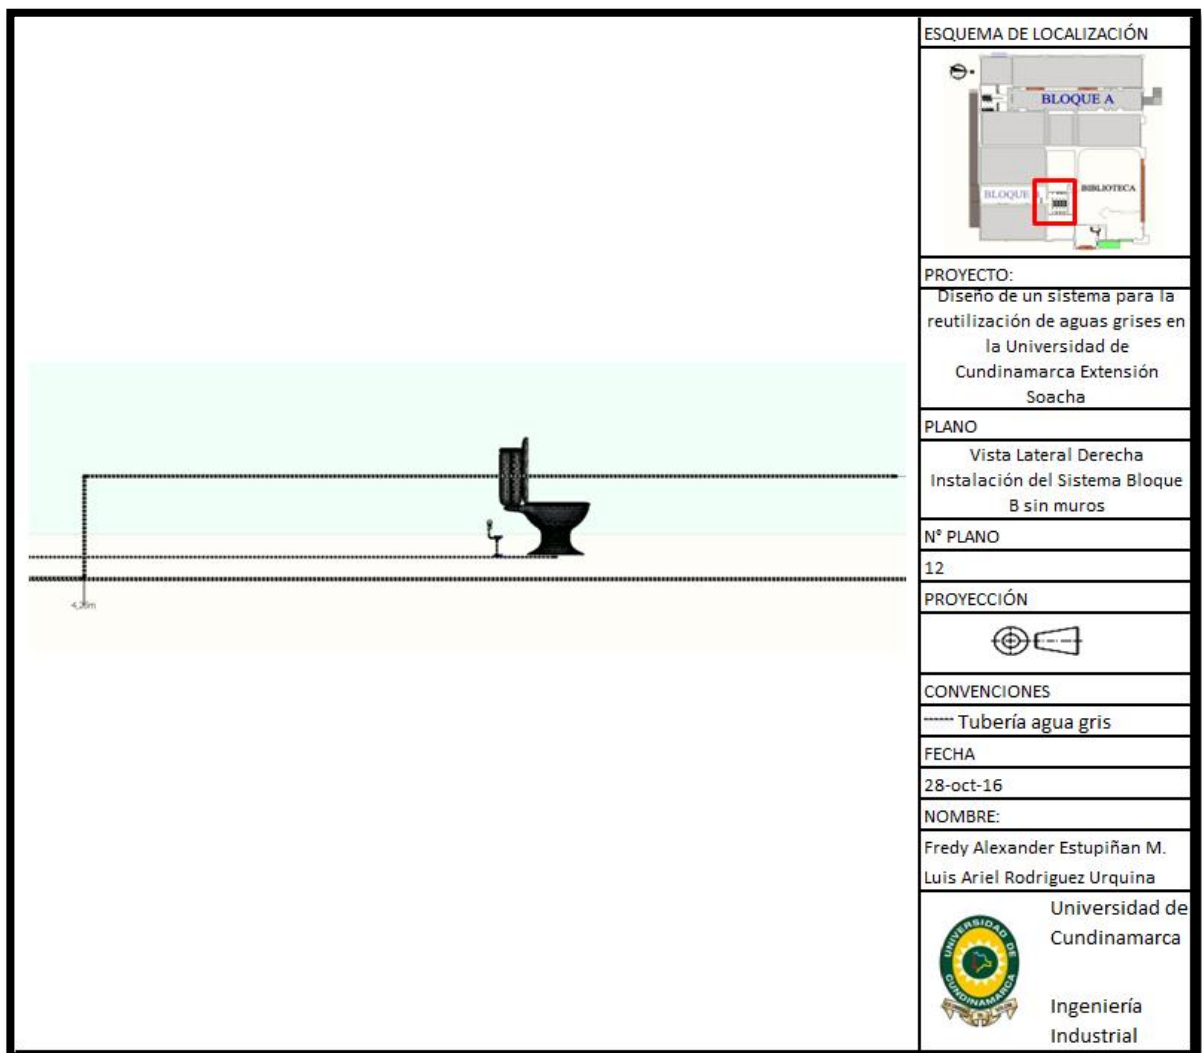 ESQUEMA DE LOCALIZACIÓN
BLOQUE A
BLOQUE
BIBLIOTECA
PROYECTO:
Diseño de un sistema para la
reutilización de aguas grises en
la Universidad de
Cundinamarca Extensión
Soacha
PLANO
Vista Lateral Derecha
Instalación del Sistema Bloque
B sin muros
N° PLANO
12
PROYECCIÓN
CONVENCIONES
Tubería agua gris
FECHA
28-oct-16
NOMBRE:
Fredy Alexander Estupiñan M.
Luis Ariel Rodriguez Urquina
UNIVERSIDAD DE
CUNDINAMARCA
Universidad de
Cundinamarca
Ingeniería
Industrial